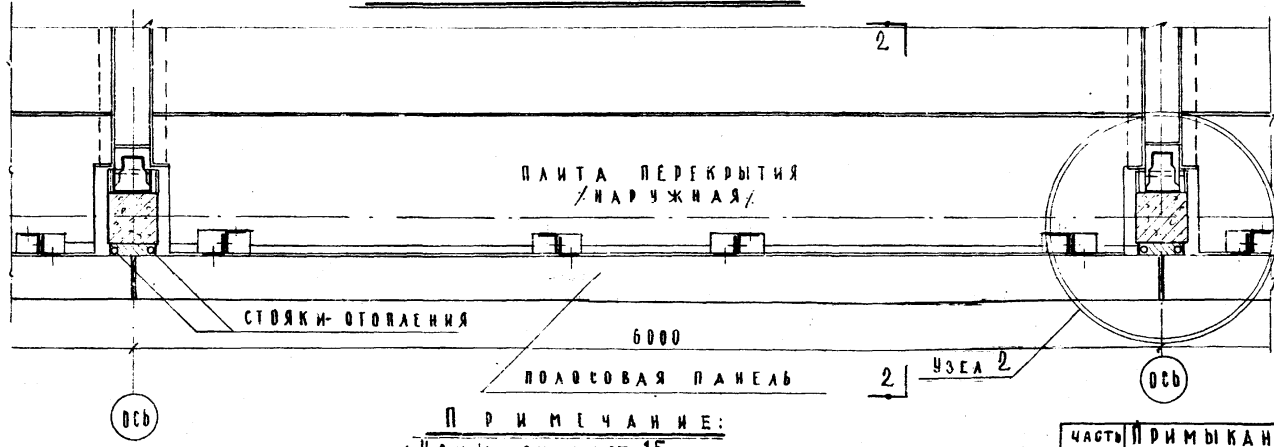 2
ПЛИТА ПЕРЕКРЫТИЯ
/НАРУЖНАЯ/
СТОЯКИ-ОТОПЛЕНИЯ
6000
ПОЛОСОВАЯ ПАНЕЛЬ
2
УЗЕЛ 2
ОСЬ
ОСЬ
ПРИМЕЧАНИЕ:
ЧАСТЬ ПРИМЫКАН